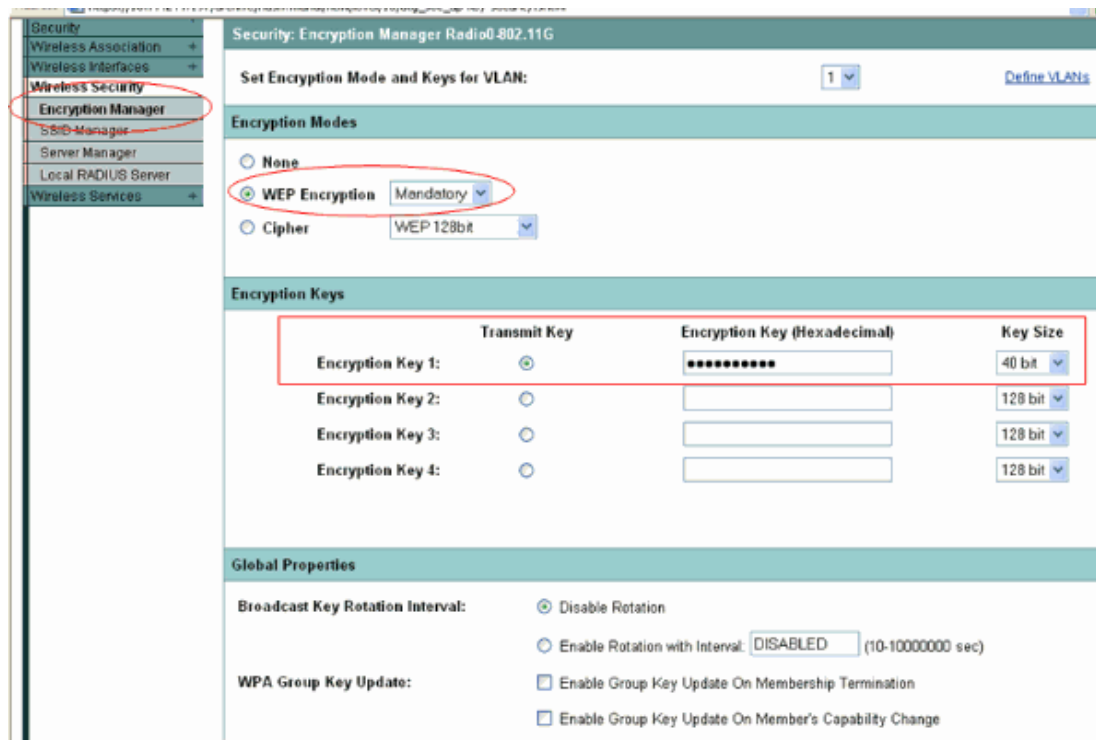 Security
Wireless Association +
Wireless Interfaces +
Wireless Security
Encryption Manager
SSID Manager
Server Manager
Local RADIUS Server
Wireless Services +
Security: Encryption Manager Radio0-802.11G
Set Encryption Mode and Keys for VLAN: 1 Define VLANs
Encryption Modes
None
WEP Encryption Mandatory
Cipher WEP 128bit
Encryption Keys
Transmit Key Encryption Key (Hexadecimal) Key Size
Encryption Key 1: •••••••••• 40 bit
Encryption Key 2: 128 bit
Encryption Key 3: 128 bit
Encryption Key 4: 128 bit
Global Properties
Broadcast Key Rotation Interval: Disable Rotation
Enable Rotation with Interval: DISABLED (10-10000000 sec)
WPA Group Key Update: Enable Group Key Update On Membership Termination
Enable Group Key Update On Member's Capability Change